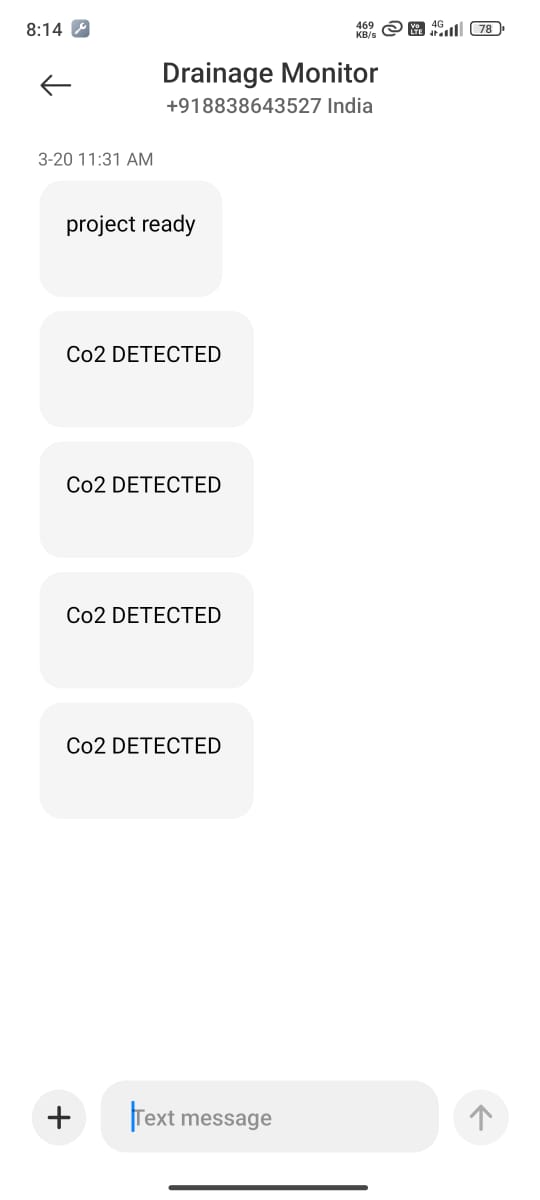 8:14
469
KB/s
Vo
LTE
4G
78
Drainage Monitor
+918838643527 India
3-20 11:31 AM
project ready
Co2 DETECTED
Co2 DETECTED
Co2 DETECTED
Co2 DETECTED
Text message